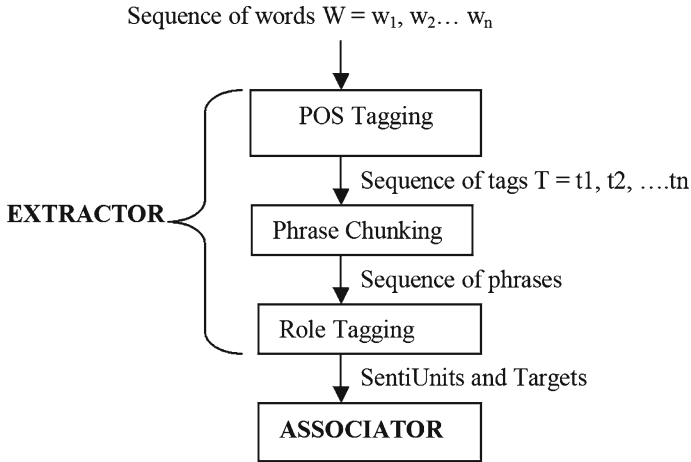 Sequence of words W = w₁, w₂… wₙ
POS Tagging
Sequence of tags T = t1, t2, ….tn
EXTRACTOR
Phrase Chunking
Sequence of phrases
Role Tagging
SentiUnits and Targets
ASSOCIATOR